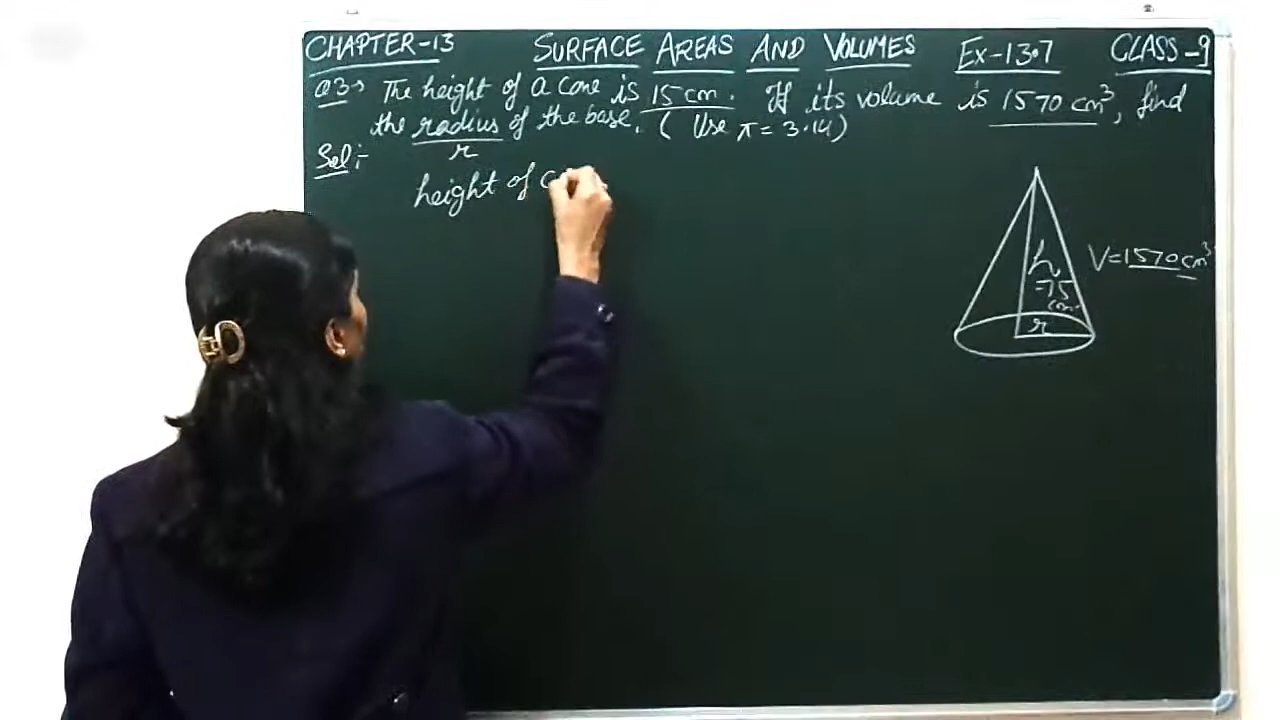 CHAPTER-13 SURFACE AREAS AND VOLUMES Ex-13.7 CLASS-9
Q3→ The height of a cone is 15 cm. If its volume is 1570 cm³, find
the radius of the base. (Use π = 3.14)
r
Sol:-
height of
h
=15
cm
r
V=1570cm³